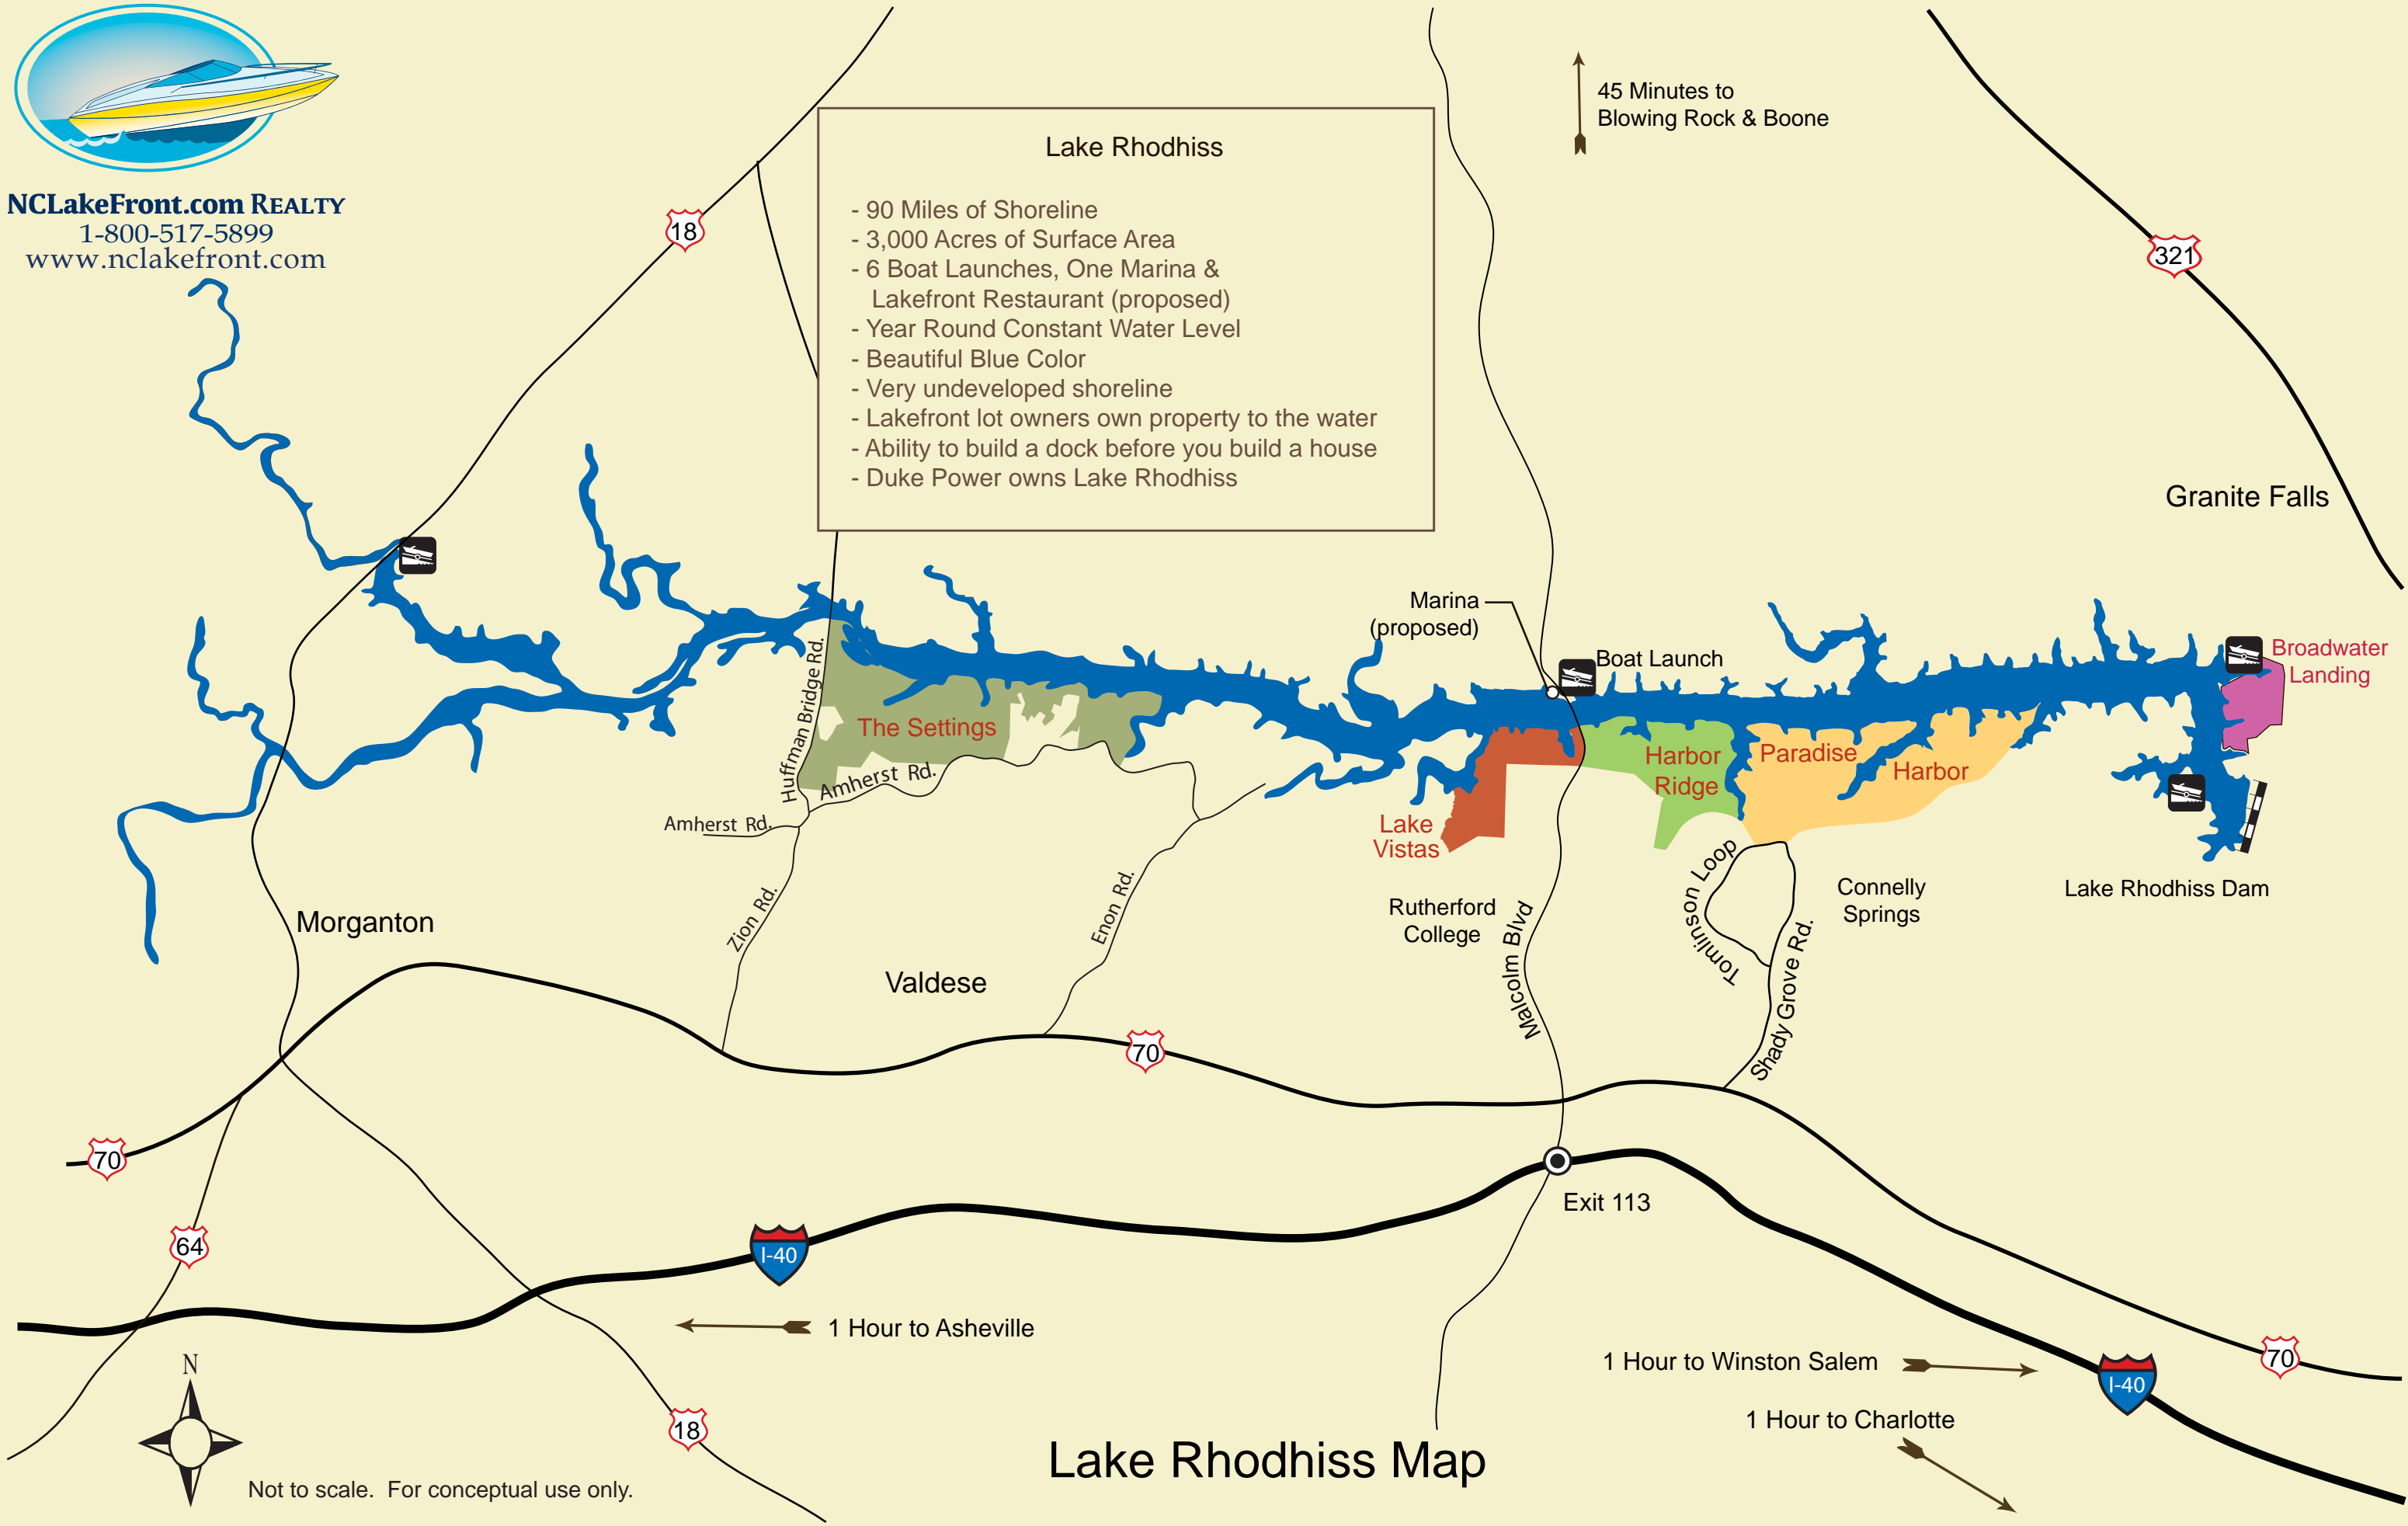 NCLakeFront.com REALTY
1-800-517-5899
www.nclakefront.com
45 Minutes to
Blowing Rock & Boone
Lake Rhodhiss
- 90 Miles of Shoreline
- 3,000 Acres of Surface Area
- 6 Boat Launches, One Marina &
Lakefront Restaurant (proposed)
- Year Round Constant Water Level
- Beautiful Blue Color
- Very undeveloped shoreline
- Lakefront lot owners own property to the water
- Ability to build a dock before you build a house
- Duke Power owns Lake Rhodhiss
18
321
Granite Falls
Marina
(proposed)
Boat Launch
Broadwater
Landing
Huffman Bridge Rd.
The Settings
Harbor
Ridge
Paradise
Harbor
Amherst Rd.
Amherst Rd.
Lake
Vistas
Tomlinson Loop
Connelly
Springs
Lake Rhodhiss Dam
Rutherford
College
Malcolm Blvd
Morganton
Zion Rd.
Enon Rd.
Valdese
Shady Grove Rd.
70
70
64
Exit 113
I-40
1 Hour to Asheville
1 Hour to Winston Salem
70
I-40
1 Hour to Charlotte
N
18
Lake Rhodhiss Map
Not to scale. For conceptual use only.